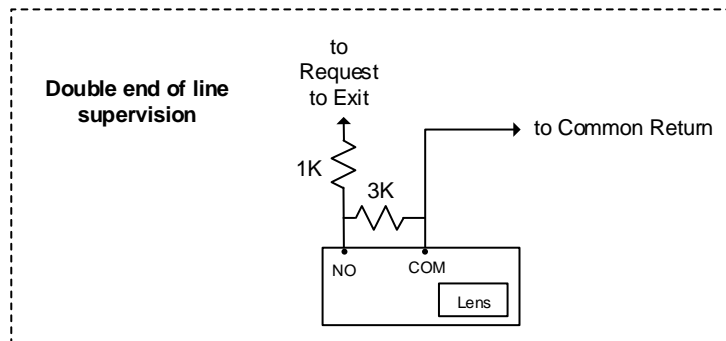 Double end of line
supervision
to
Request
to Exit
to Common Return
1K
3K
NO
COM
Lens